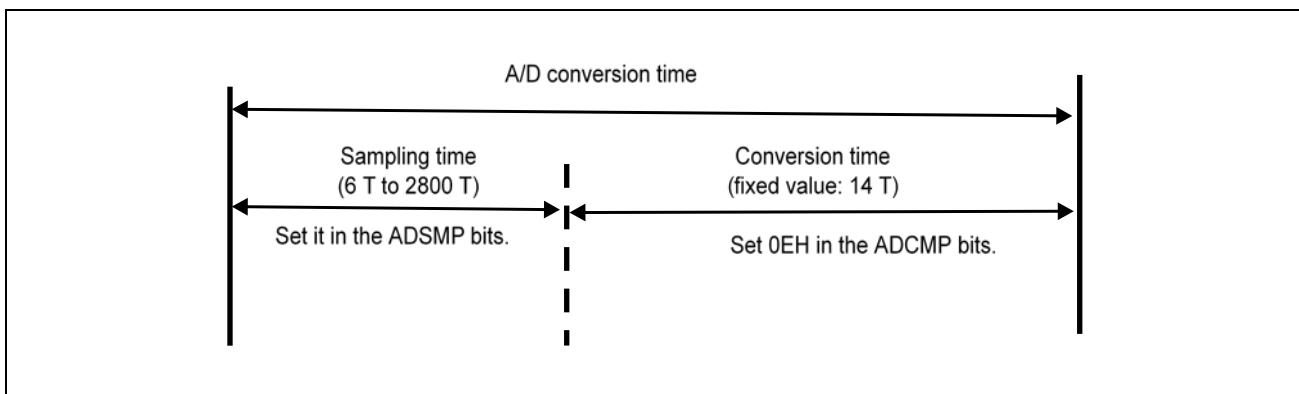 A/D conversion time
Sampling time
(6 T to 2800 T)
Conversion time
(fixed value: 14 T)
Set it in the ADSMP bits.
Set 0EH in the ADCMP bits.